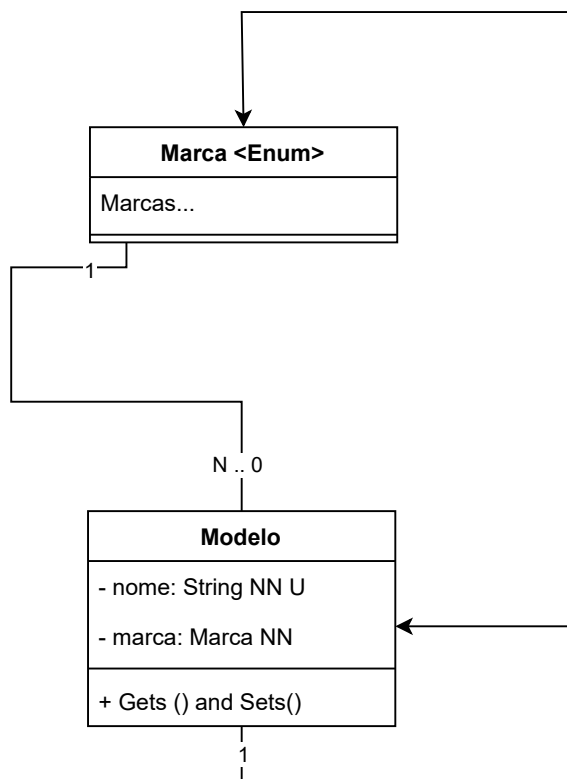 Marca <Enum>
Marcas...
1
N .. 0
Modelo
- nome: String NN U
- marca: Marca NN
+ Gets () and Sets()
1